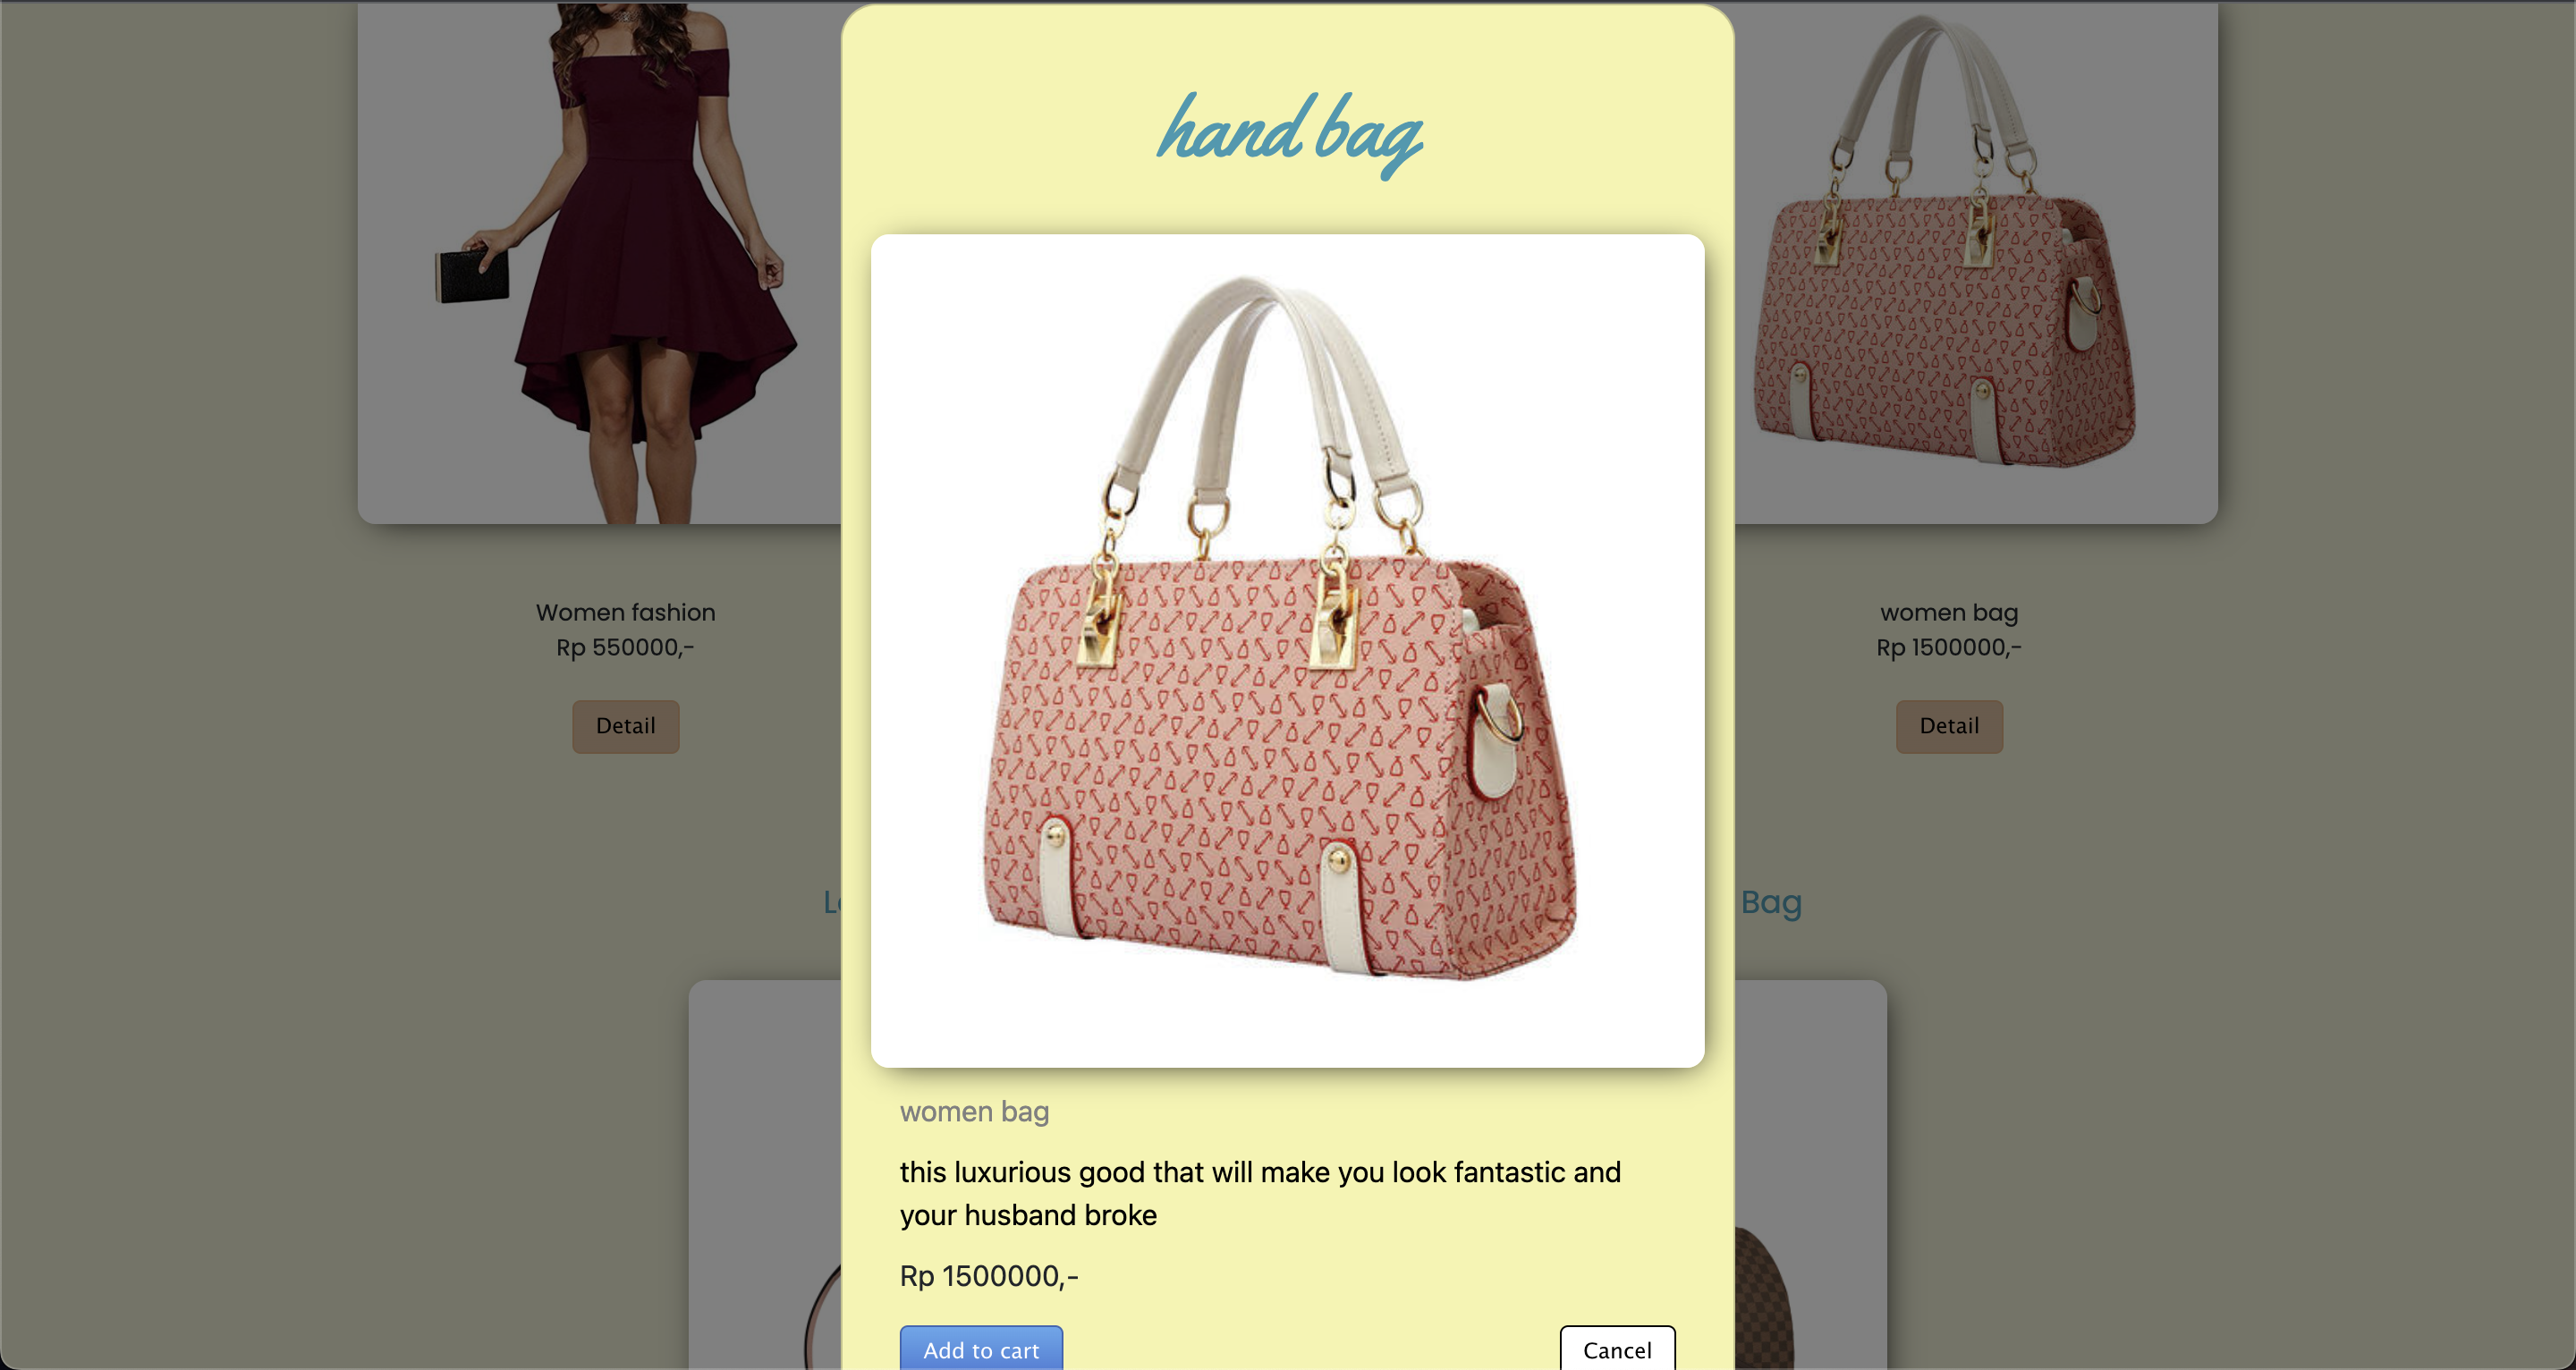 hand bag
Women fashion
Rp 550000,-
Detail
women bag
Rp 1500000,-
Detail
Bag
women bag
this luxurious good that will make you look fantastic and
your husband broke
Rp 1500000,-
Add to cart
Cancel